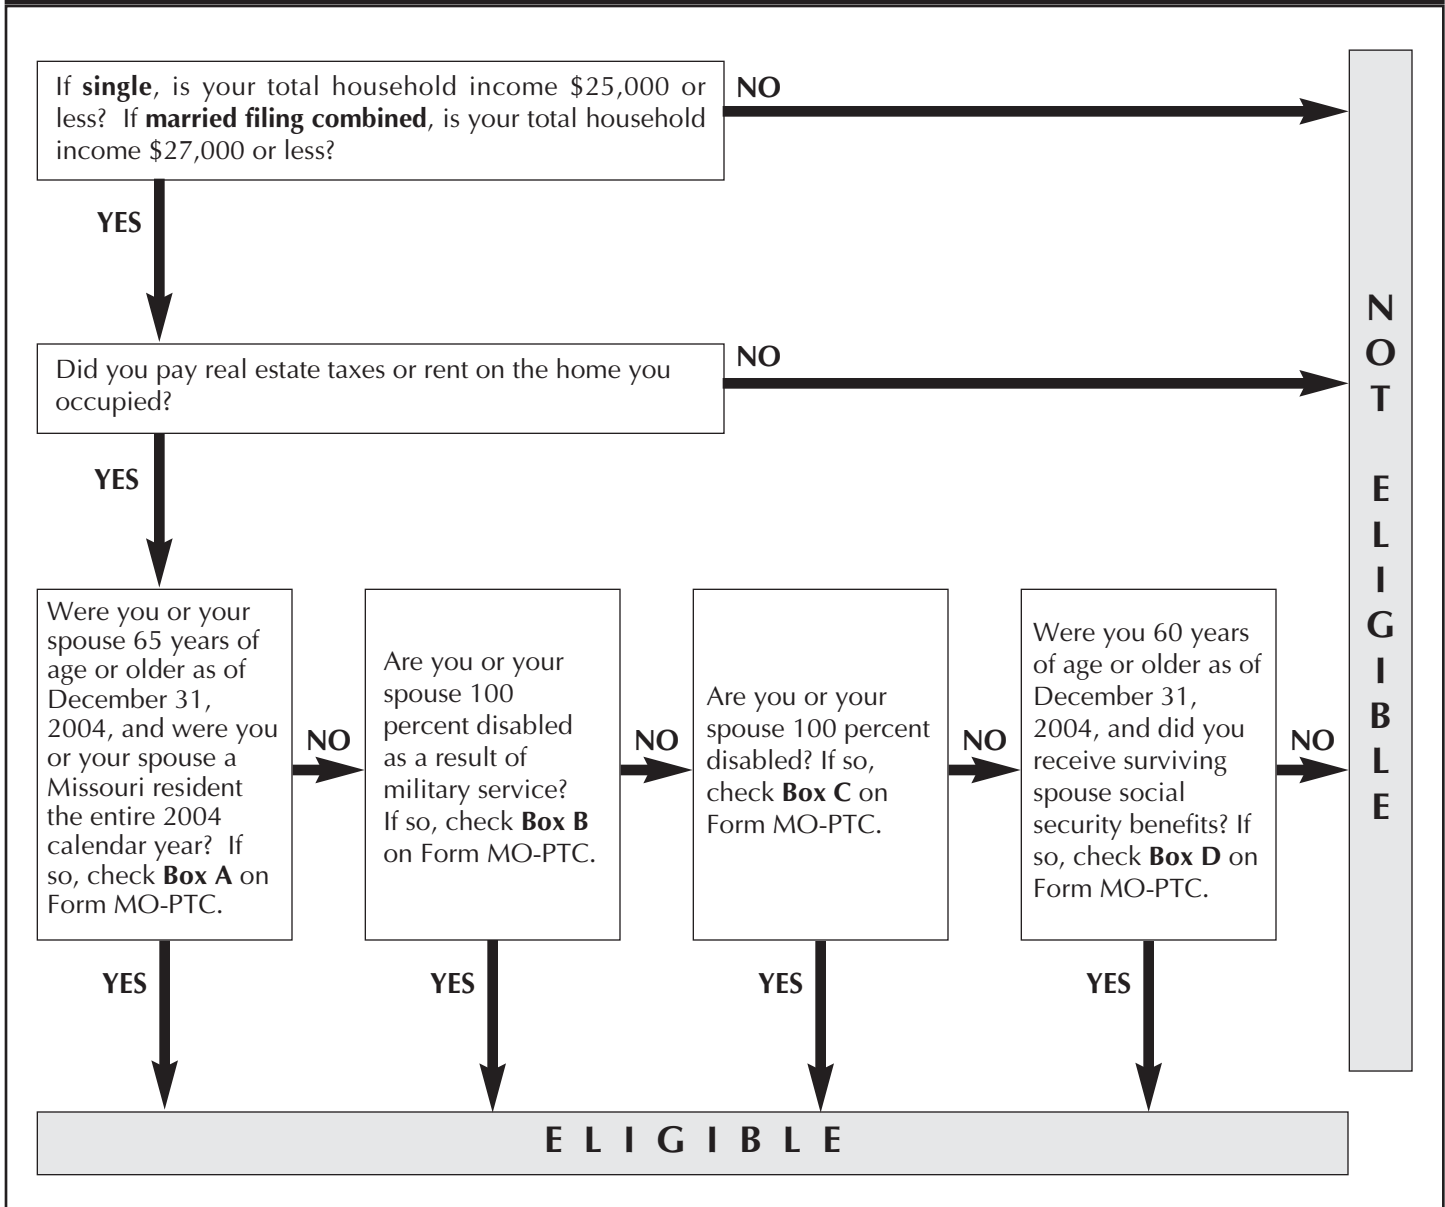 If single, is your total household income $25,000 or
less? If married filing combined, is your total household
income $27,000 or less?
NO
YES
Did you pay real estate taxes or rent on the home you
occupied?
NO
YES
Were you or your
spouse 65 years of
age or older as of
December 31,
2004, and were you
or your spouse a
Missouri resident
the entire 2004
calendar year? If
so, check Box A on
Form MO-PTC.
NO
Are you or your
spouse 100
percent disabled
as a result of
military service?
If so, check Box B
on Form MO-PTC.
NO
Are you or your
spouse 100 percent
disabled? If so,
check Box C on
Form MO-PTC.
NO
Were you 60 years
of age or older as of
December 31,
2004, and did you
receive surviving
spouse social
security benefits? If
so, check Box D on
Form MO-PTC.
NO
YES
YES
YES
YES
NOT ELIGIBLE
ELIGIBLE